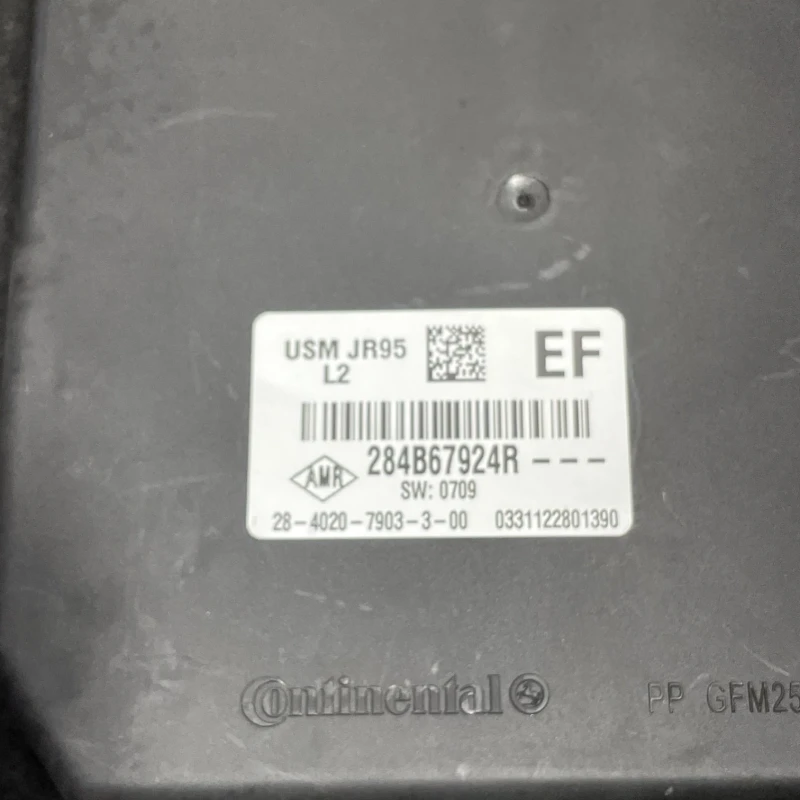 USM JR95 EF
L2
284B67924R ---
AMR
SW: 0709
28-4020-7903-3-00 0331122801390
Continental
PP GFM25